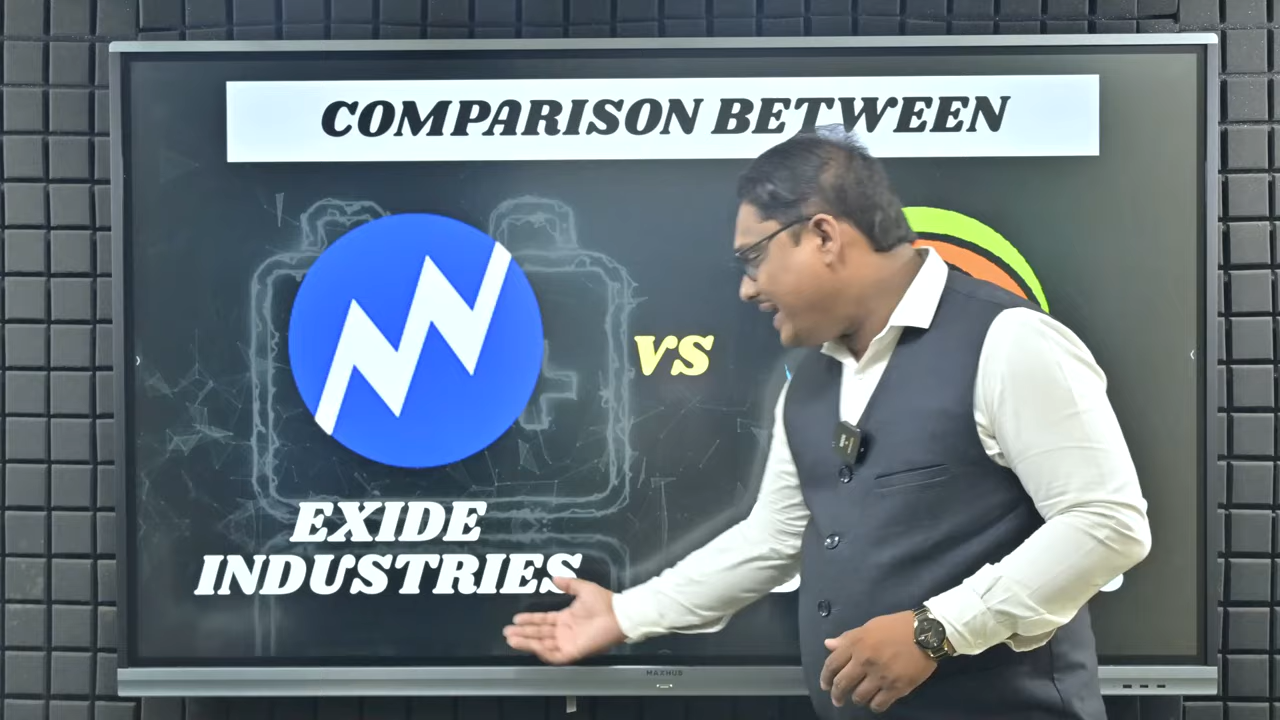 COMPARISON BETWEEN
VS
EXIDE
INDUSTRIES
MAXHUB